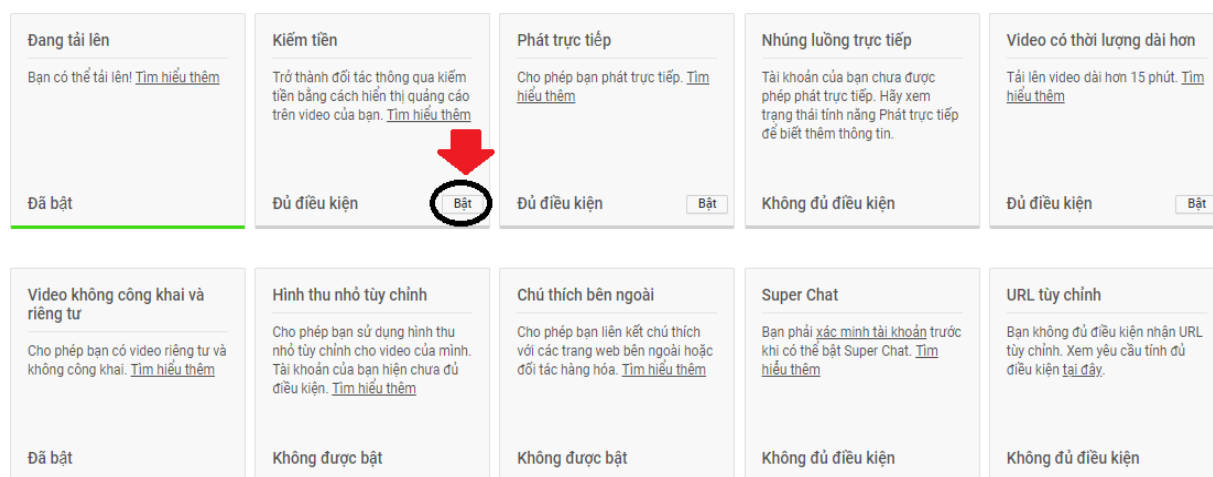 Đang tải lên
Bạn có thể tải lên! Tìm hiểu thêm
Đã bật
Kiếm tiền
Trở thành đối tác thông qua kiếm
tiền bằng cách hiển thị quảng cáo
trên video của bạn. Tìm hiểu thêm
Đủ điều kiện
Bật
Phát trực tiếp
Cho phép bạn phát trực tiếp. Tìm
hiểu thêm
Đủ điều kiện
Bật
Nhúng luồng trực tiếp
Tài khoản của bạn chưa được
phép phát trực tiếp. Hãy xem
trạng thái tính năng Phát trực tiếp
để biết thêm thông tin.
Không đủ điều kiện
Video có thời lượng dài hơn
Tải lên video dài hơn 15 phút. Tìm
hiểu thêm
Đủ điều kiện
Bật
Video không công khai và
riêng tư
Cho phép bạn có video riêng tư và
không công khai. Tìm hiểu thêm
Đã bật
Hình thu nhỏ tùy chỉnh
Cho phép bạn sử dụng hình thu
nhỏ tùy chỉnh cho video của mình.
Tài khoản của bạn hiện chưa đủ
điều kiện. Tìm hiểu thêm
Không được bật
Chú thích bên ngoài
Cho phép bạn liên kết chú thích
với các trang web bên ngoài hoặc
đối tác hàng hóa. Tìm hiểu thêm
Không được bật
Super Chat
Bạn phải xác minh tài khoản trước
khi có thể bật Super Chat. Tìm
hiểu thêm
Không đủ điều kiện
URL tùy chỉnh
Bạn không đủ điều kiện nhận URL
tùy chỉnh. Xem yêu cầu tính đủ
điều kiện tại đây.
Không đủ điều kiện